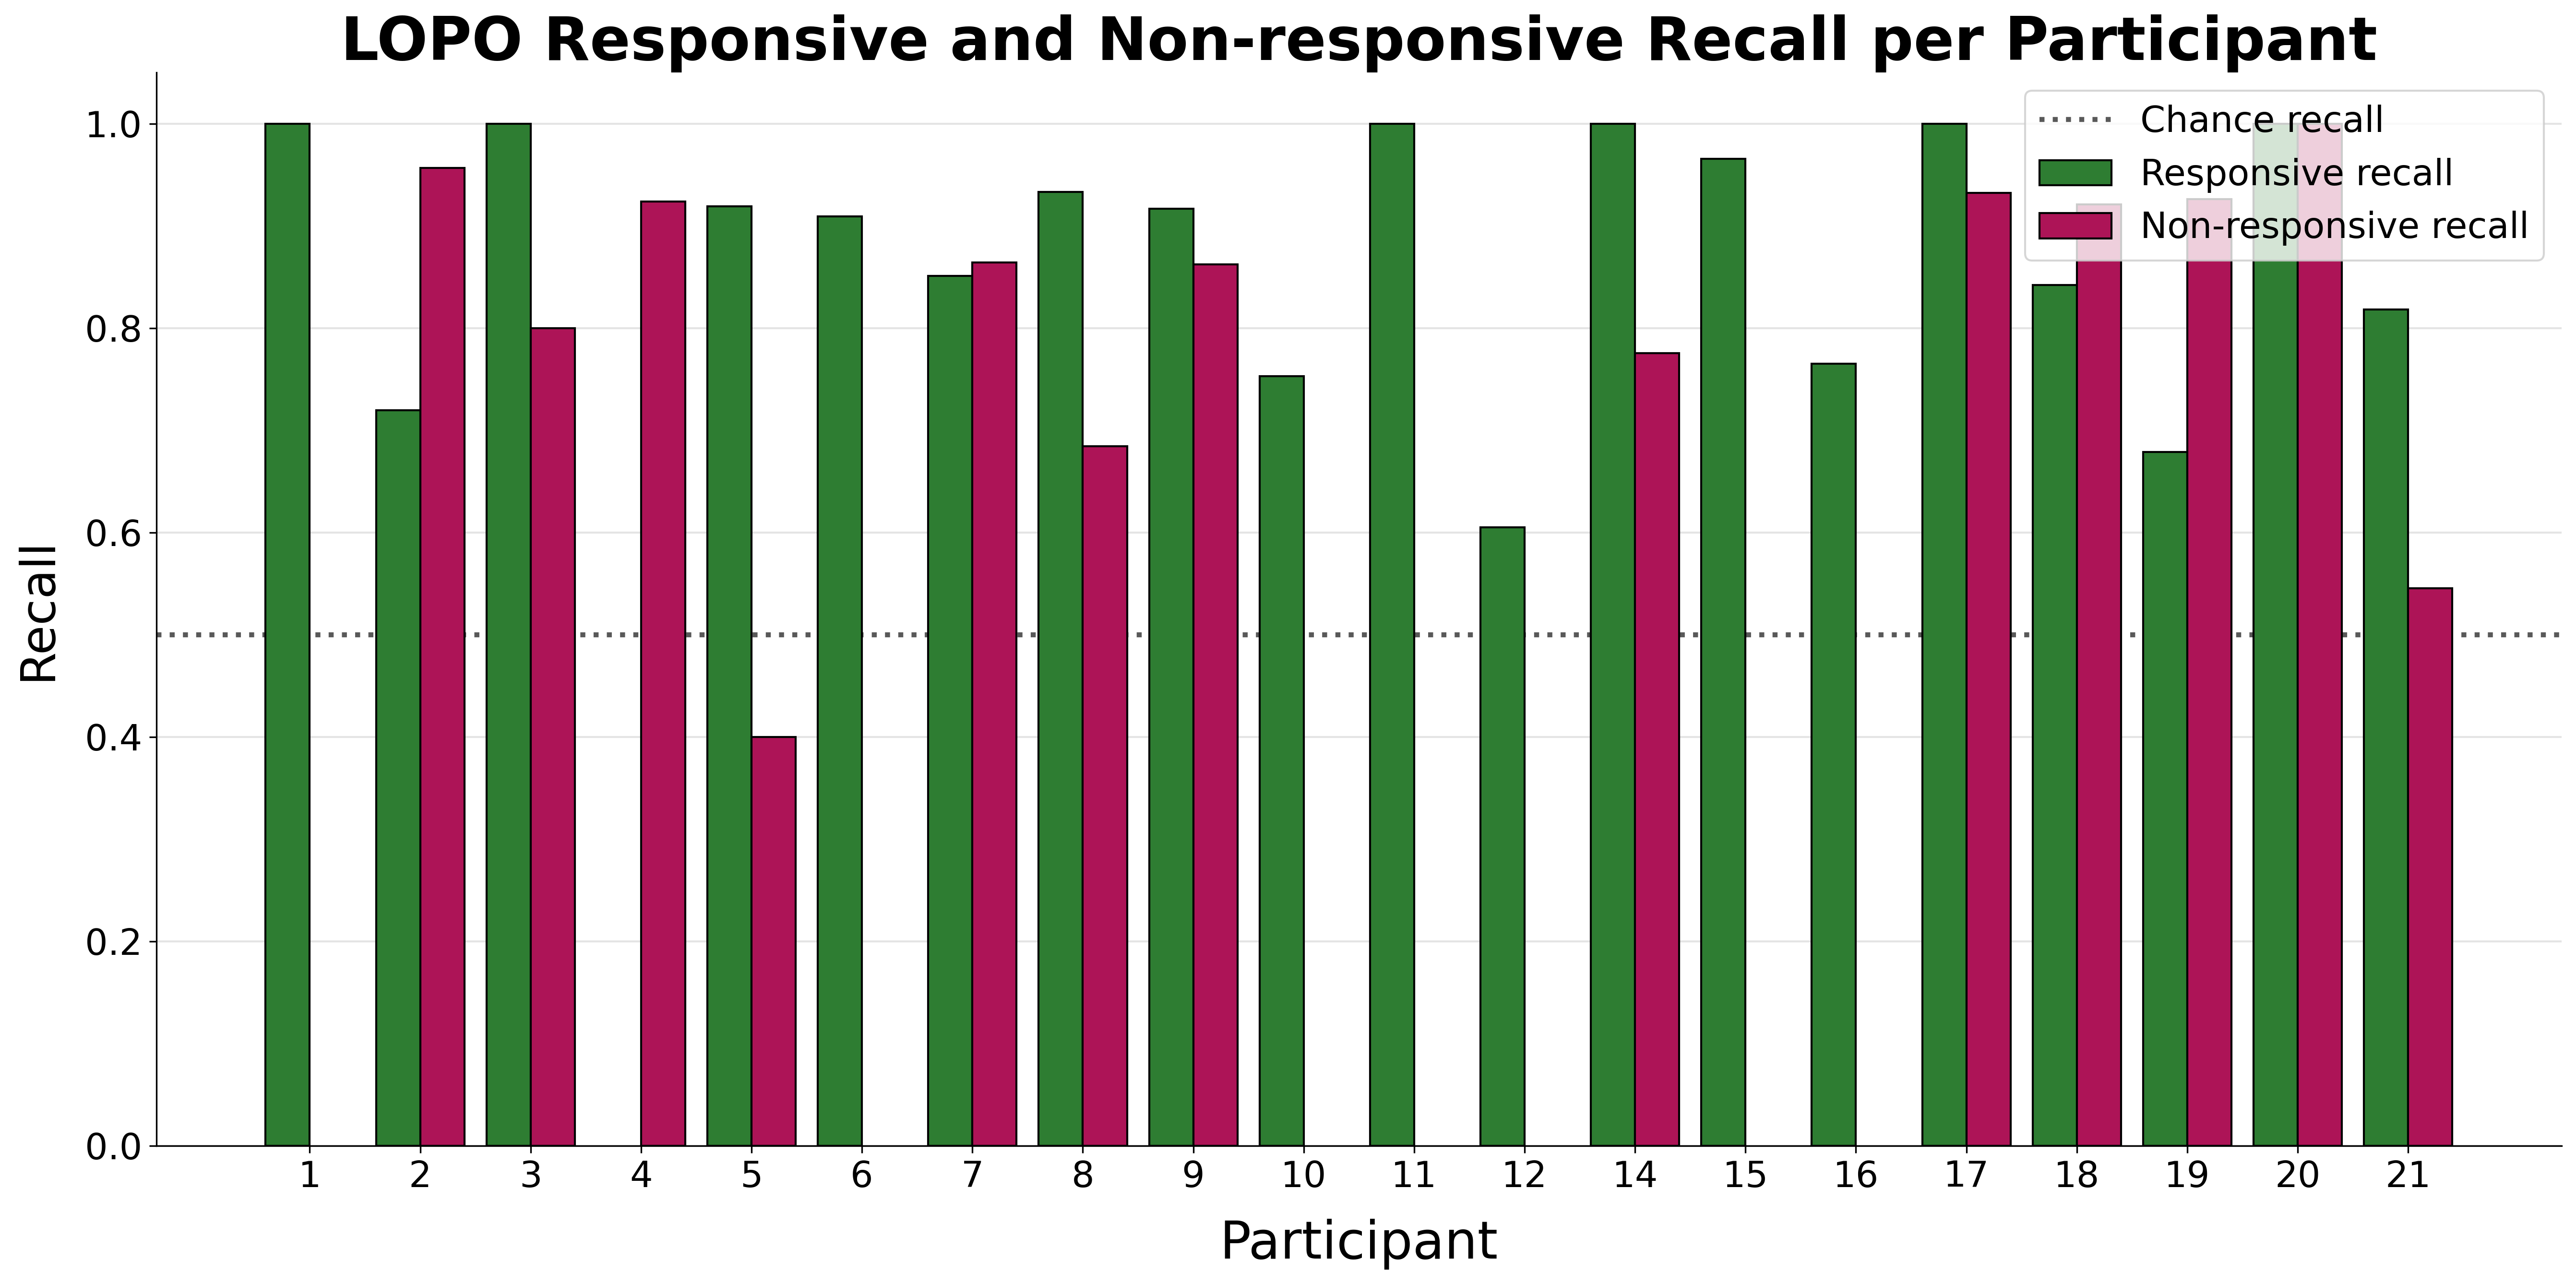 LOPO Responsive and Non-responsive Recall per Participant
Chance recall
Responsive recall
Non-responsive recall
1.0
0.8
0.6
0.4
0.2
0.0
Recall
1 2 3 4 5 6 7 8 9 10 11 12 14 15 16 17 18 19 20 21
Participant